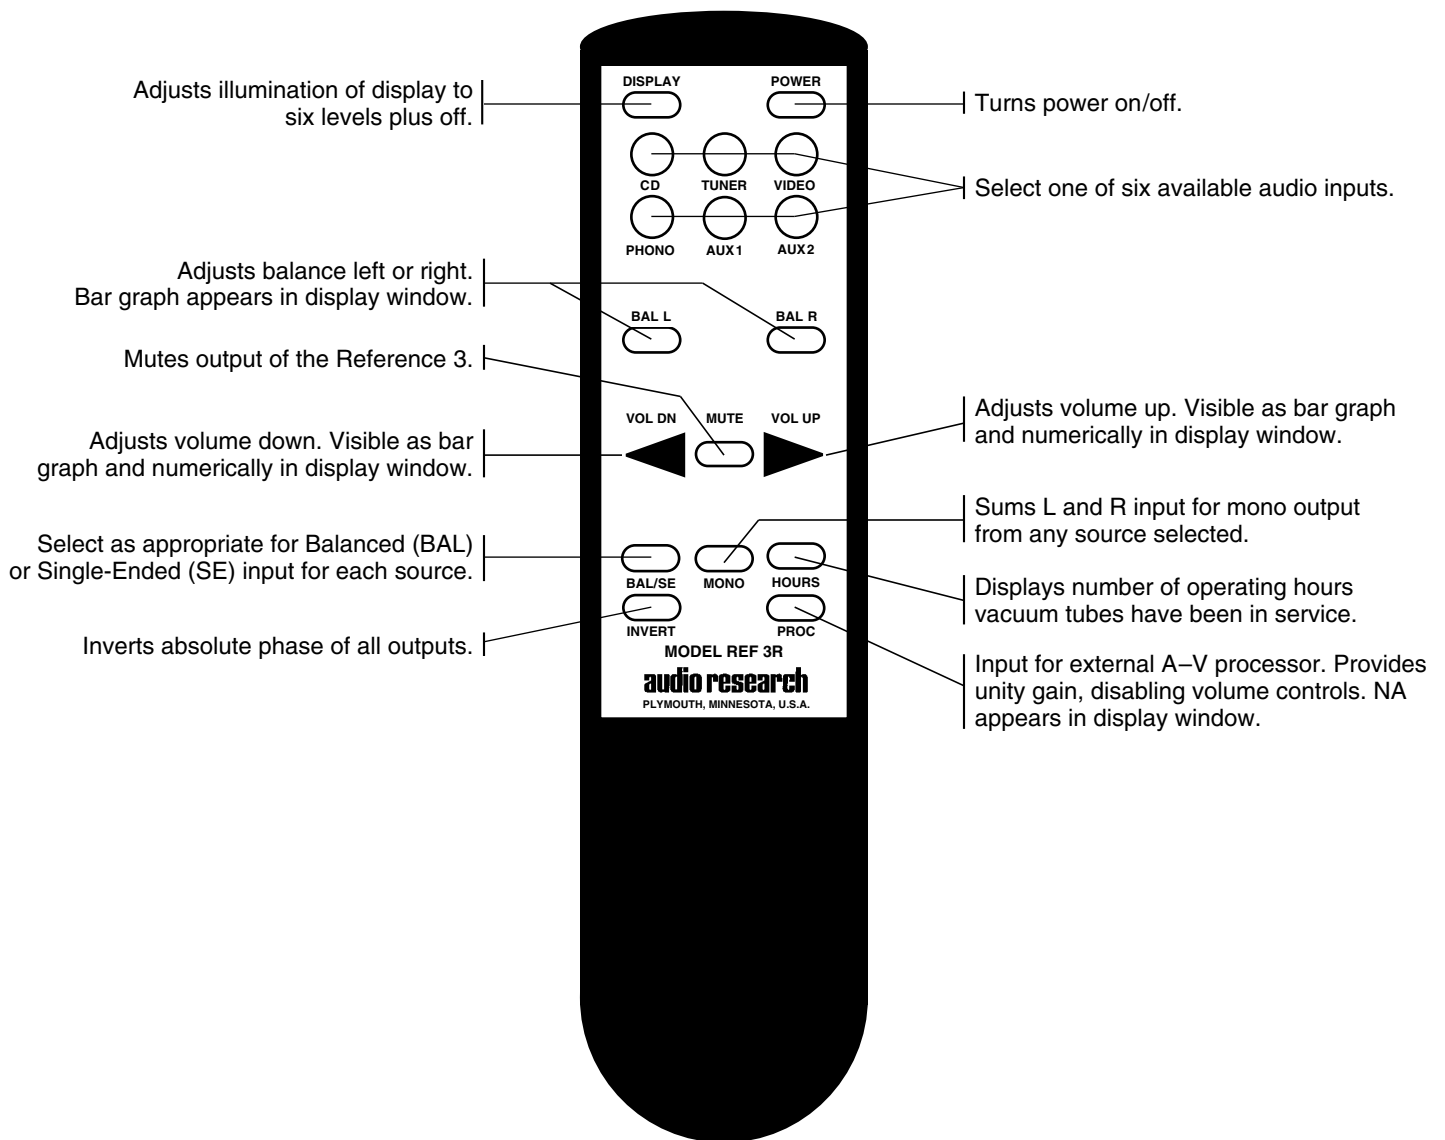 Adjusts illumination of display to
six levels plus off.
DISPLAY
POWER
Turns power on/off.
CD
TUNER
VIDEO
Select one of six available audio inputs.
PHONO
AUX1
AUX2
Adjusts balance left or right.
Bar graph appears in display window.
BAL L
BAL R
Mutes output of the Reference 3.
VOL DN
MUTE
VOL UP
Adjusts volume up. Visible as bar graph
and numerically in display window.
Adjusts volume down. Visible as bar
graph and numerically in display window.
Sums L and R input for mono output
from any source selected.
Select as appropriate for Balanced (BAL)
or Single-Ended (SE) input for each source.
BAL/SE
MONO
HOURS
Displays number of operating hours
vacuum tubes have been in service.
INVERT
PROC
Inverts absolute phase of all outputs.
MODEL REF 3R
audio research
PLYMOUTH, MINNESOTA, U.S.A.
Input for external A–V processor. Provides
unity gain, disabling volume controls. NA
appears in display window.